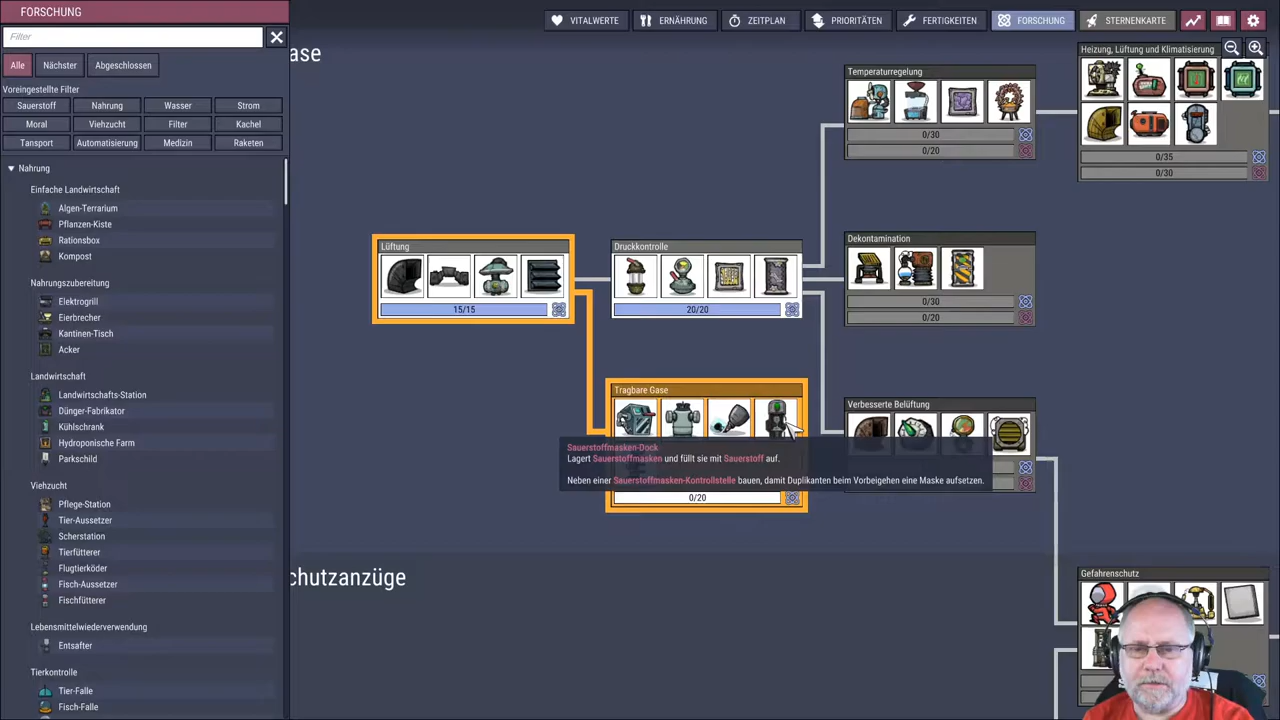 FORSCHUNG
Filter
Alle
Nächster
Abgeschlossen
Voreingestellte Filter
Sauerstoff
Nahrung
Wasser
Strom
Moral
Viehzucht
Filter
Kachel
Transport
Automatisierung
Medizin
Raketen
Nahrung
Einfache Landwirtschaft
Algen-Terrarium
Pflanzen-Kiste
Rationsbox
Kompost
Nahrungszubereitung
Elektrogrill
Eierbrecher
Kantinen-Tisch
Acker
Landwirtschaft
Landwirtschafts-Station
Dünger-Fabrikator
Kühlschrank
Hydroponische Farm
Parkschild
Viehzucht
Pflege-Station
Tier-Aussetzer
Scherstation
Tierfütterer
Flugtierköder
Fisch-Aussetzer
Fischfütterer
Lebensmittelwiederverwendung
Entsafter
Tierkontrolle
Tier-Falle
Fisch-Falle
VITALWERTE
ERNÄHRUNG
ZEITPLAN
PRIORITÄTEN
FERTIGKEITEN
FORSCHUNG
STERNENKARTE
ase
Temperaturregelung
0/30
0/20
Heizung, Lüftung und Klimatisierung
0/35
0/30
Lüftung
15/15
Druckkontrolle
20/20
Dekontamination
0/30
0/20
Tragbare Gase
Sauerstoffmasken-Dock
Lagert Sauerstoffmasken und füllt sie mit Sauerstoff auf.
Neben einer Sauerstoffmasken-Kontrollstelle bauen, damit Duplikanten beim Vorbeigehen eine Maske aufsetzen.
0/20
Verbesserte Belüftung
chutzanzüge
Gefahrenschutz